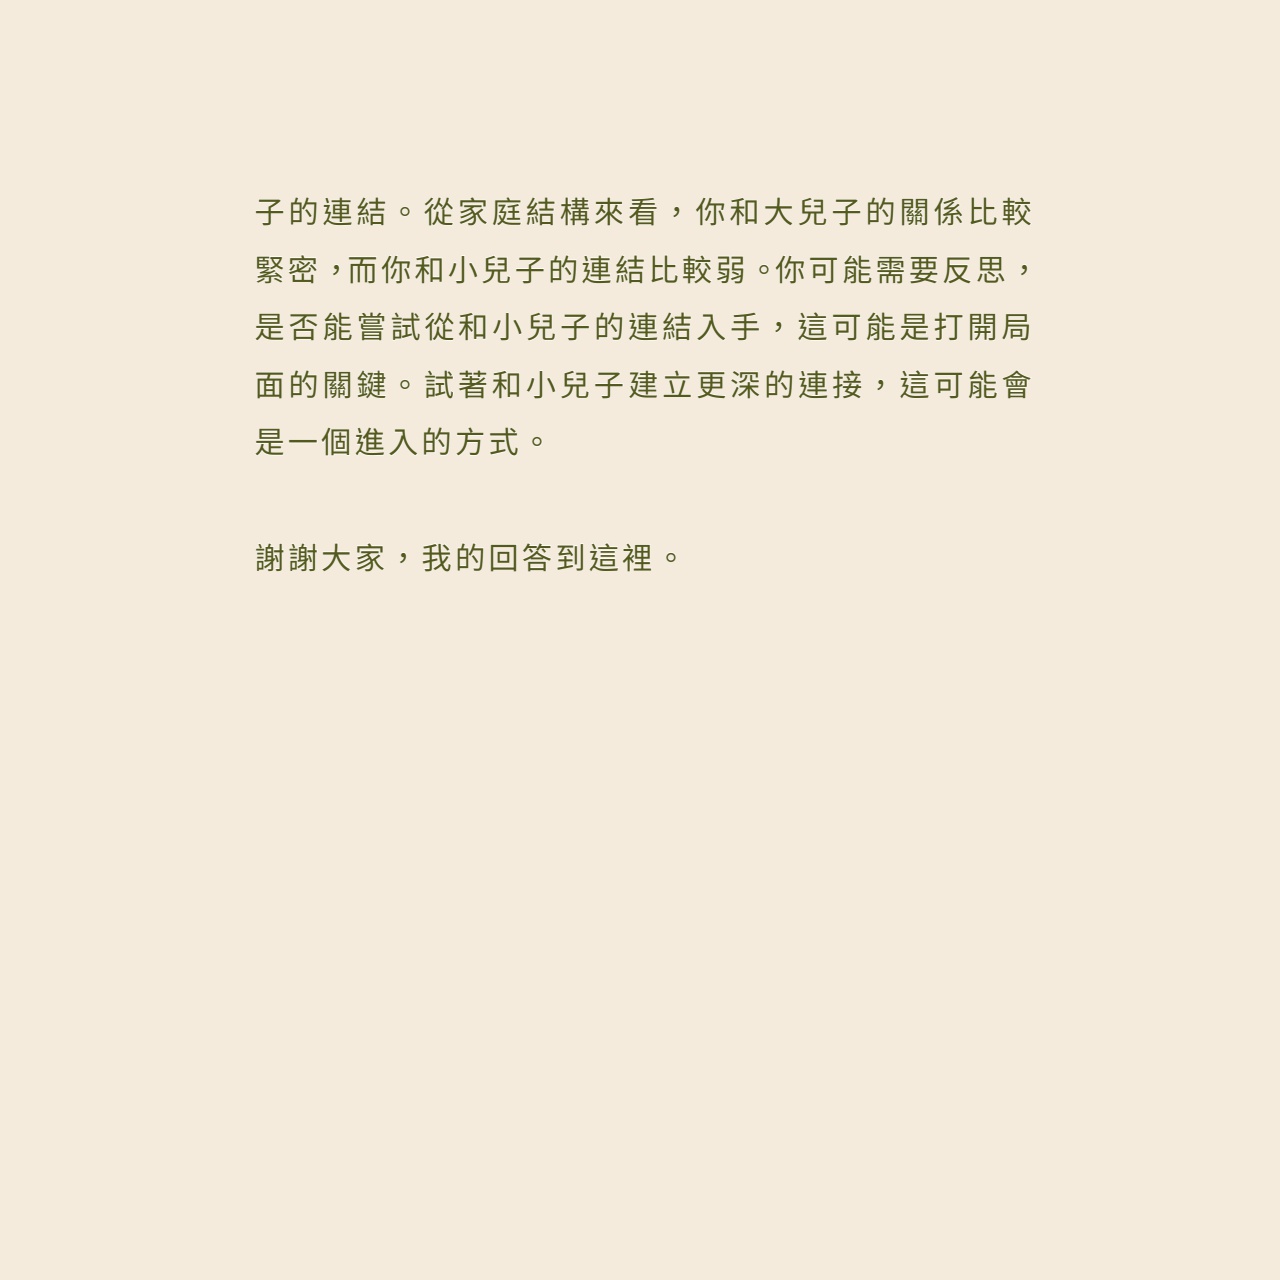 子的連結。從家庭結構來看，你和大兒子的關係比較
緊密，而你和小兒子的連結比較弱。你可能需要反思，
是否能嘗試從和小兒子的連結入手，這可能是打開局
面的關鍵。試著和小兒子建立更深的連接，這可能會
是一個進入的方式。
謝謝大家，我的回答到這裡。